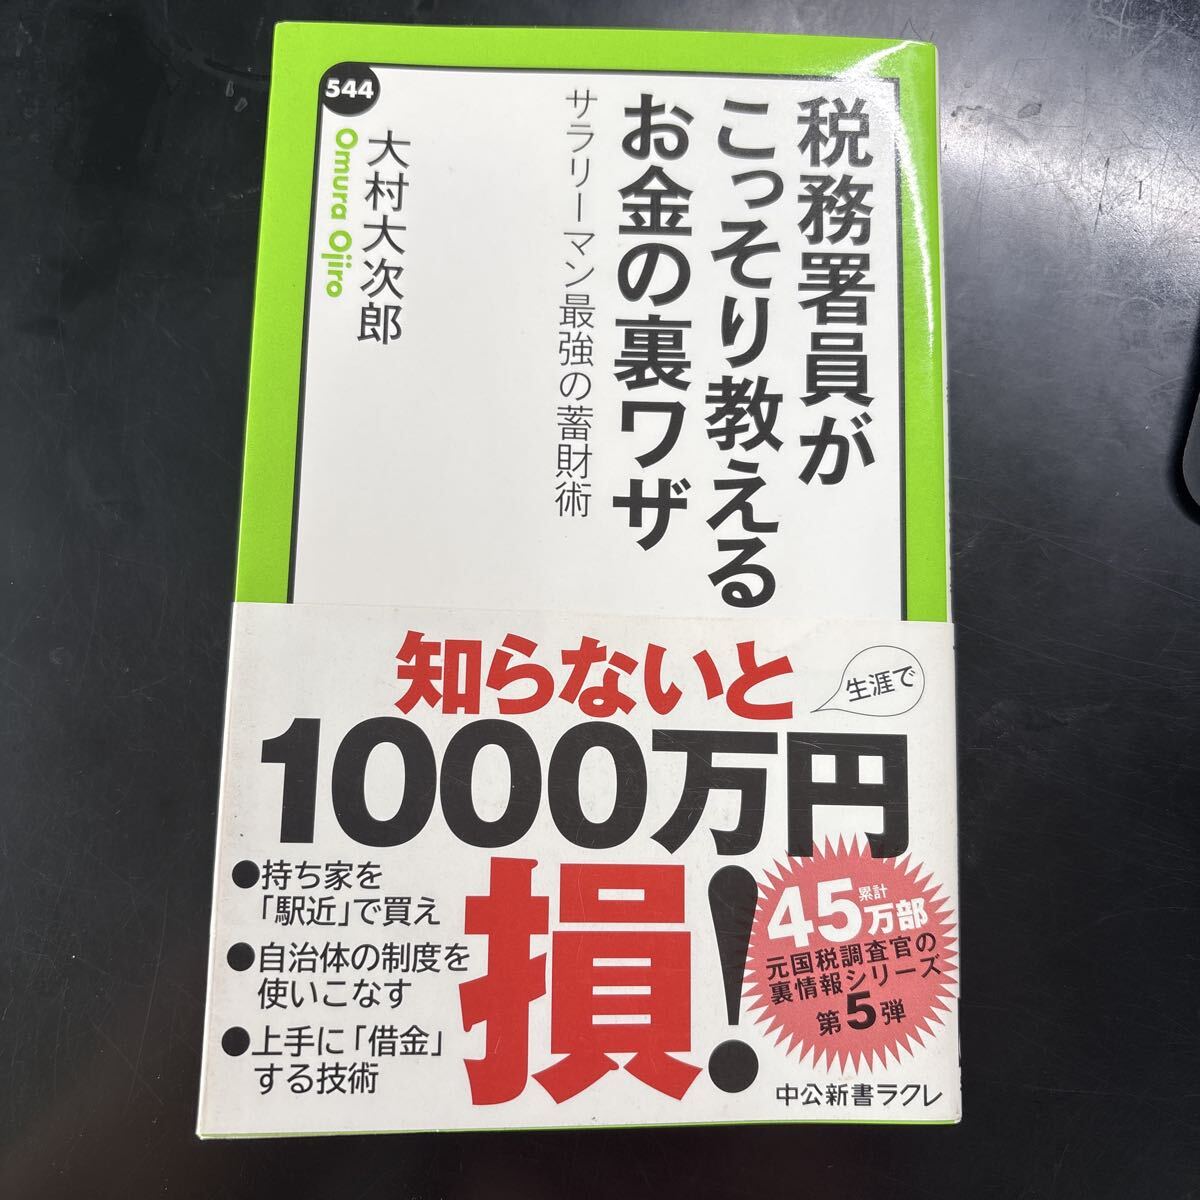 税務署員が
こっそり教える
お金の裏ワザ
サラリーマン最強の蓄財術
大村大次郎
Omura Ojiro
544
知らないと
生涯で
1000万円
損!
●持ち家を
「駅近」で買え
●自治体の制度を
使いこなす
●上手に「借金」
する技術
累計
45万部
元国税調査官の
裏情報シリーズ
第5弾
中公新書ラクレ